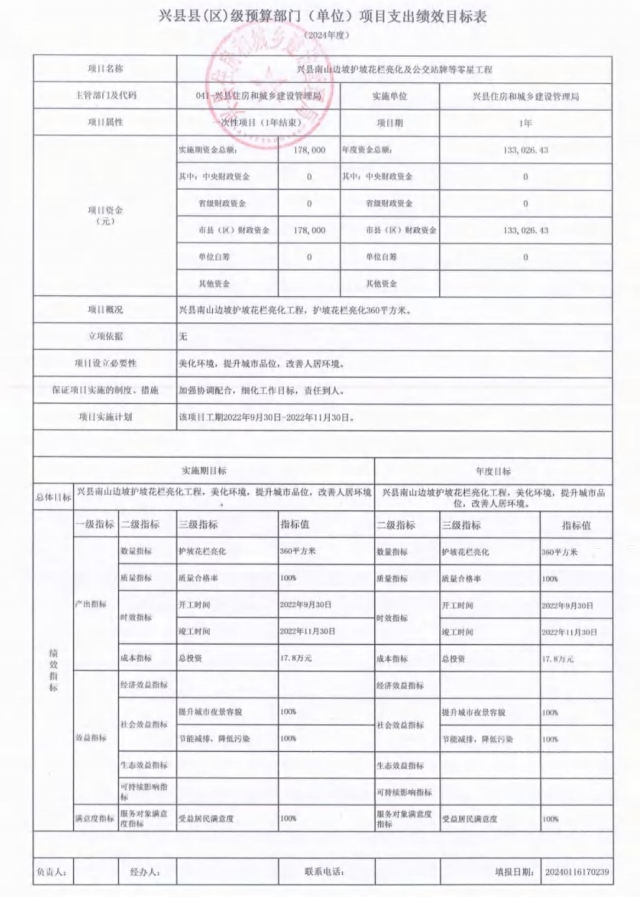 兴县县(区)级预算部门（单位）项目支出绩效目标表
（2024年度）
项目名称 兴县南山边坡护坡花栏亮化及公交站牌等零星工程
主管部门及代码 041-兴县住房和城乡建设管理局 实施单位 兴县住房和城乡建设管理局
项目属性 一次性项目（1年结束） 项目期 1年
项目资金（元） 实施期资金总额： 178,000 年度资金总额： 133,026.43
其中：中央财政资金 0 其中：中央财政资金 0
省级财政资金 0 省级财政资金 0
市县（区）财政资金 178,000 市县（区）财政资金 133,026.43
单位自筹 0 单位自筹 0
其他资金 其他资金
项目概况 兴县南山边坡护坡花栏亮化工程，护坡花栏亮化360平方米。
立项依据 无
项目设立必要性 美化环境，提升城市品位，改善人居环境。
保证项目实施的制度、措施 加强协调配合，细化工作目标，责任到人。
项目实施计划 该项目工期2022年9月30日-2022年11月30日。
实施期目标 年度目标
总体目标 兴县南山边坡护坡花栏亮化工程，美化环境，提升城市品位，改善人居环境。 兴县南山边坡护坡花栏亮化工程，美化环境，提升城市品位，改善人居环境。
绩效指标 一级指标 二级指标 三级指标 指标值 二级指标 三级指标 指标值
产出指标 数量指标 护坡花栏亮化 360平方米 数量指标 护坡花栏亮化 360平方米
质量指标 质量合格率 100% 质量指标 质量合格率 100%
时效指标 开工时间 2022年9月30日 时效指标 开工时间 2022年9月30日
竣工时间 2022年11月30日 竣工时间 2022年11月30日
成本指标 总投资 17.8万元 成本指标 总投资 17.8万元
效益指标 经济效益指标 经济效益指标
社会效益指标 提升城市夜景容貌 100% 社会效益指标 提升城市夜景容貌 100%
节能减排、降低污染 100% 节能减排、降低污染 100%
生态效益指标 生态效益指标
可持续影响指标 可持续影响指标
满意度指标 服务对象满意度指标 受益居民满意度 100% 服务对象满意度指标 受益居民满意度 100%
负责人： 经办人： 联系电话： 填报日期： 20240116170239